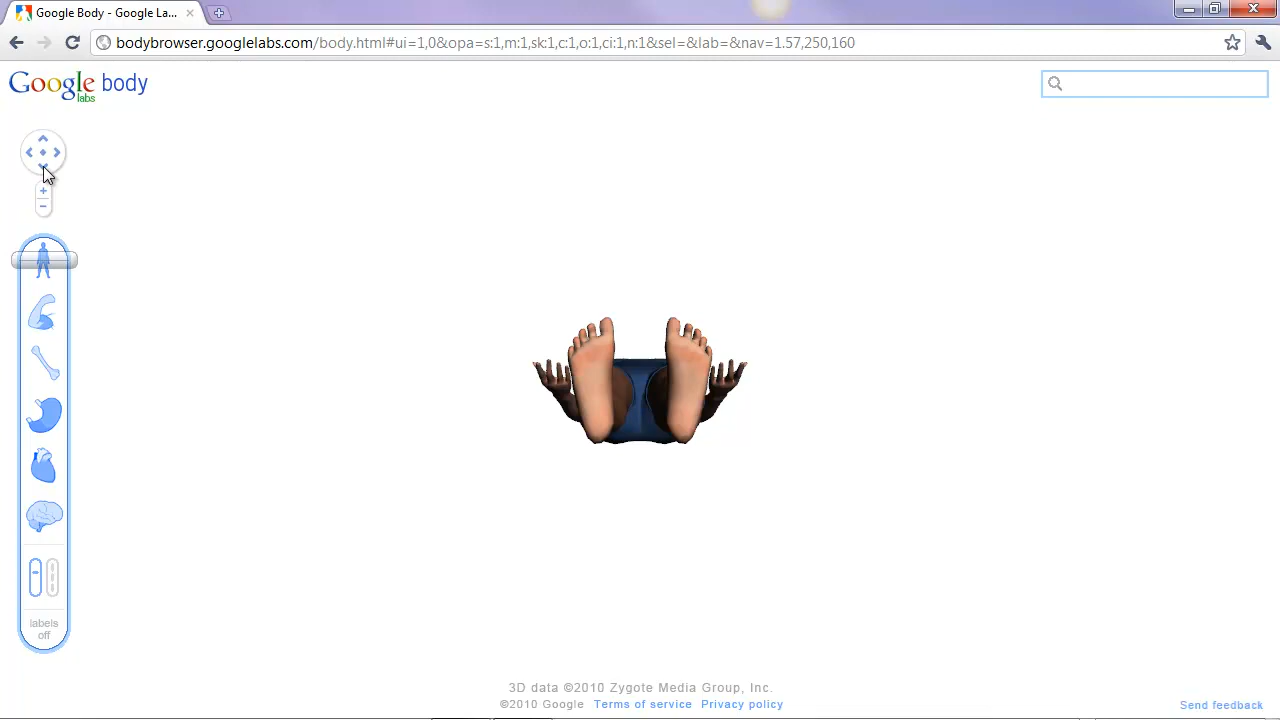 Google Body - Google La...
bodybrowser.googlelabs.com/body.html#ui=1,0&opa=s:1,m:1,sk:1,c:1,o:1,ci:1,n:1&sel=&lab=&nav=1.57,250,160
Google body
labs
labels
off
3D data ©2010 Zygote Media Group, Inc.
©2010 Google Terms of service Privacy policy
Send feedback